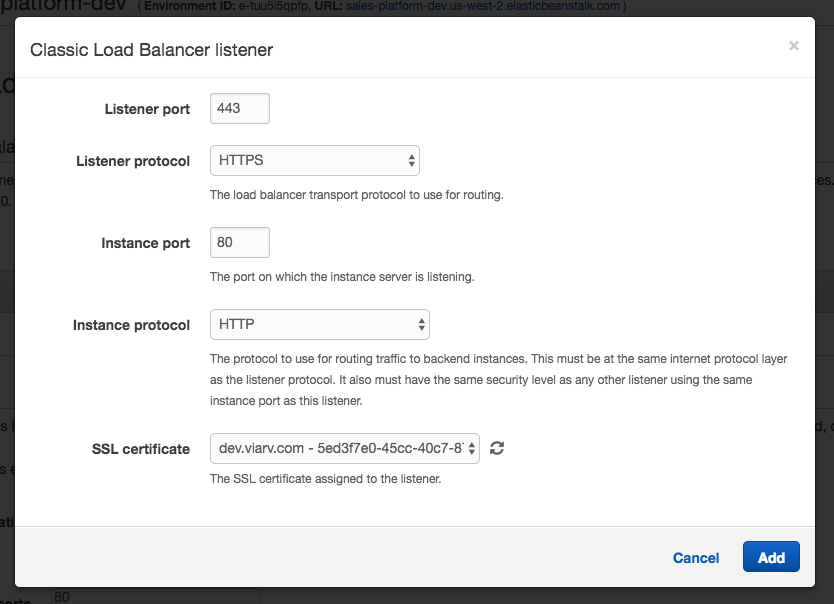 platform-dev ( Environment ID: e-tuu5i5qpfp, URL: sales-platform-dev.us-west-2.elasticbeanstalk.com )
Classic Load Balancer listener
×
Listener port 443
Listener protocol HTTPS
The load balancer transport protocol to use for routing.
Instance port 80
The port on which the instance server is listening.
Instance protocol HTTP
The protocol to use for routing traffic to backend instances. This must be at the same internet protocol layer
as the listener protocol. It also must have the same security level as any other listener using the same
instance port as this listener.
SSL certificate dev.viarv.com - 5ed3f7e0-45cc-40c7-8
The SSL certificate assigned to the listener.
Cancel Add
80